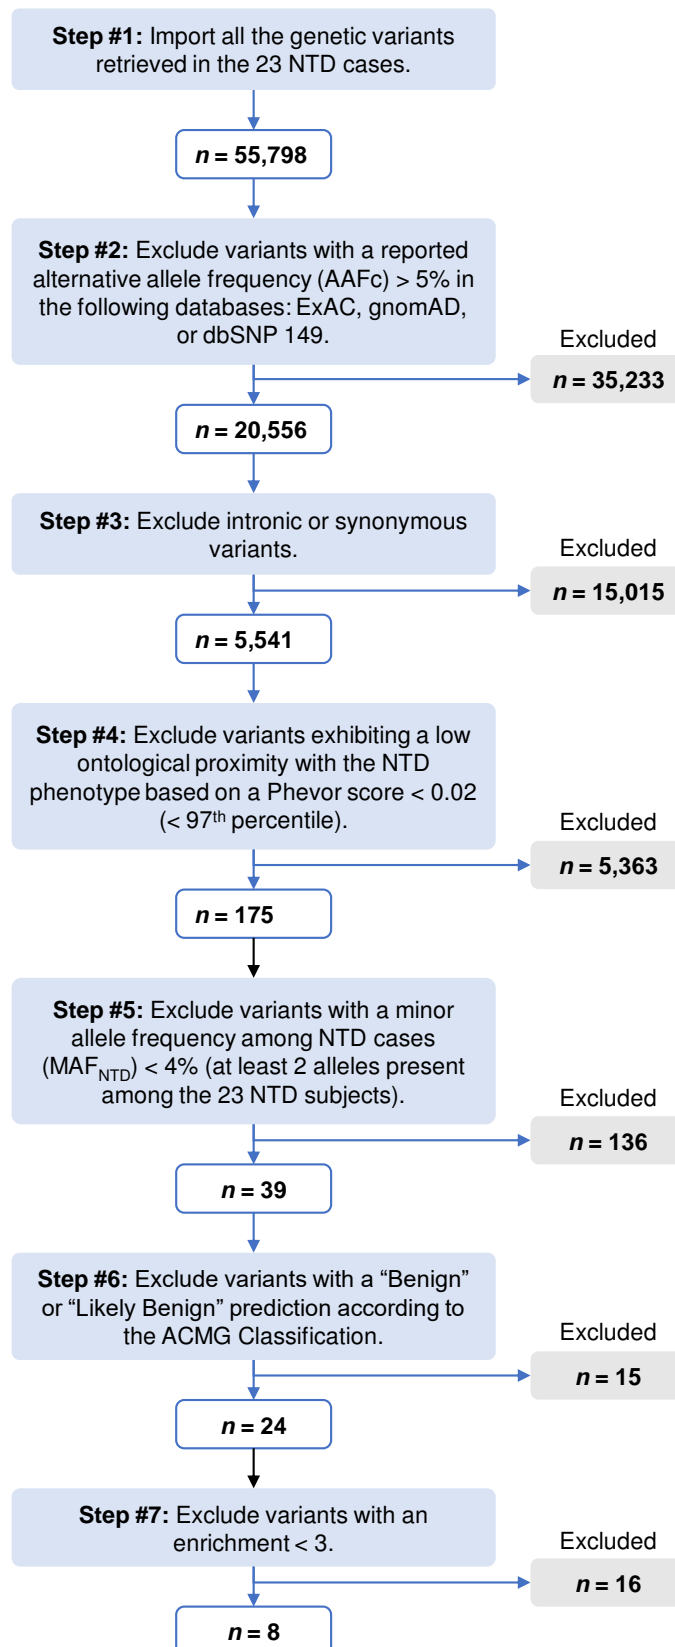 Step #1: Import all the genetic variants
retrieved in the 23 NTD cases.
n = 55,798
Step #2: Exclude variants with a reported
alternative allele frequency (AAFc) > 5% in
the following databases: ExAC, gnomAD,
or dbSNP 149.
Excluded
n = 35,233
n = 20,556
Step #3: Exclude intronic or synonymous
variants.
Excluded
n = 15,015
n = 5,541
Step #4: Exclude variants exhibiting a low
ontological proximity with the NTD
phenotype based on a Phevor score < 0.02
(< 97th percentile).
Excluded
n = 5,363
n = 175
Step #5: Exclude variants with a minor
allele frequency among NTD cases
(MAFNTD) < 4% (at least 2 alleles present
among the 23 NTD subjects).
Excluded
n = 136
n = 39
Step #6: Exclude variants with a “Benign”
or “Likely Benign” prediction according to
the ACMG Classification.
Excluded
n = 15
n = 24
Step #7: Exclude variants with an
enrichment < 3.
Excluded
n = 16
n = 8